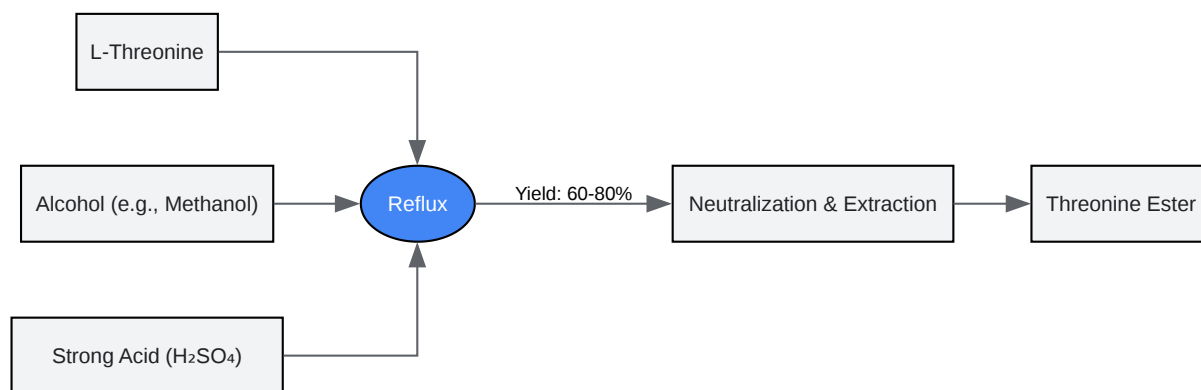 L-Threonine
Alcohol (e.g., Methanol)
Reflux
Yield: 60-80%
Neutralization & Extraction
Threonine Ester
Strong Acid (H₂SO₄)